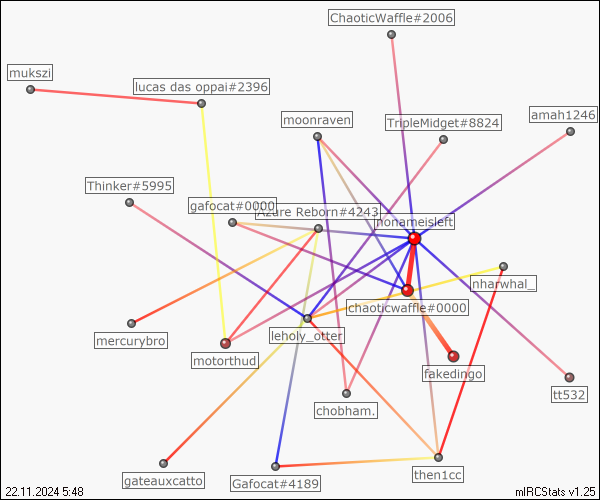 ChaoticWaffle#2006
mukszi
lucas das oppai#2396
moonraven
TripleMidget#8824
amah1246
Thinker#5995
gafocat#0000
Azure Reborn#4243
nonameisleft
nharwhal_
chaoticwaffle#0000
leholy_otter
mercurybro
motorthud
fakedingo
tt532
chobham.
gateauxcatto
Gafocat#4189
then1cc
22.11.2024 5:48
mIRCStats v1.25